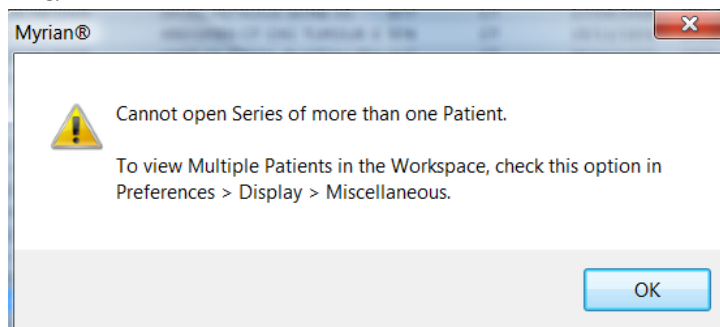 Myrian®
Cannot open Series of more than one Patient.
To view Multiple Patients in the Workspace, check this option in
Preferences > Display > Miscellaneous.
OK